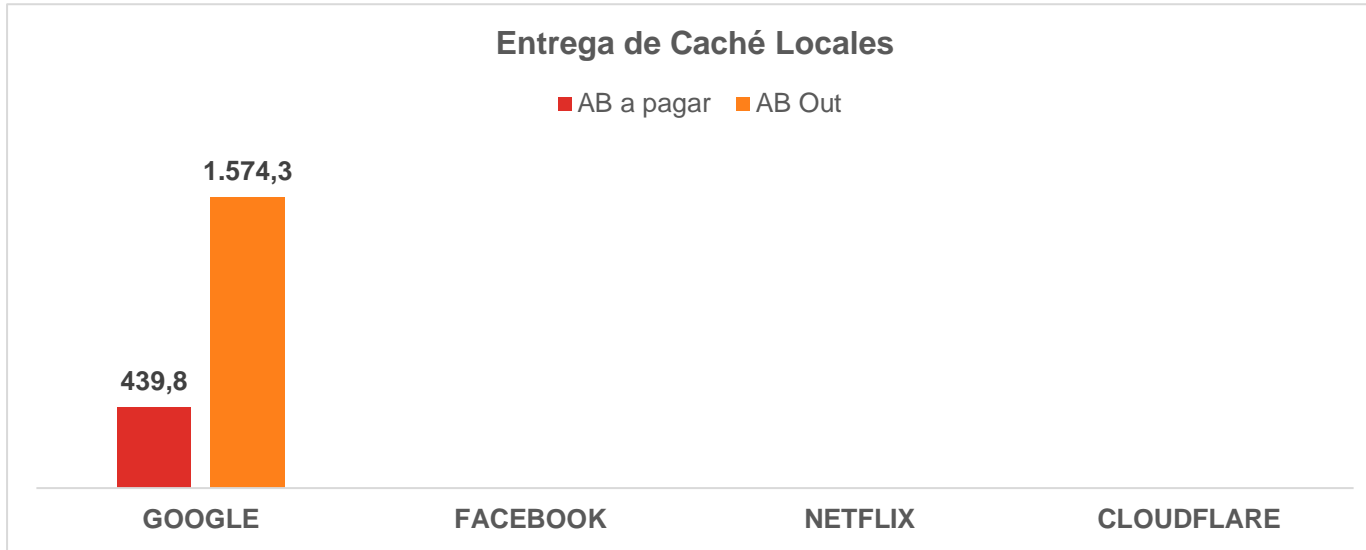 Entrega de Caché Locales
AB a pagar AB Out
1.574,3
439,8
GOOGLE FACEBOOK NETFLIX CLOUDFLARE